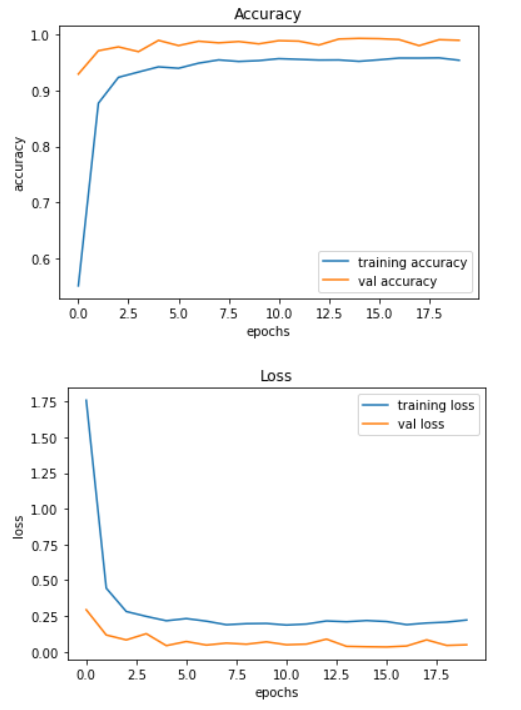 Accuracy
1.0
0.9
0.8
0.7
0.6
accuracy
training accuracy
val accuracy
0.0 2.5 5.0 7.5 10.0 12.5 15.0 17.5
epochs
Loss
1.75
1.50
1.25
1.00
0.75
0.50
0.25
0.00
loss
training loss
val loss
0.0 2.5 5.0 7.5 10.0 12.5 15.0 17.5
epochs